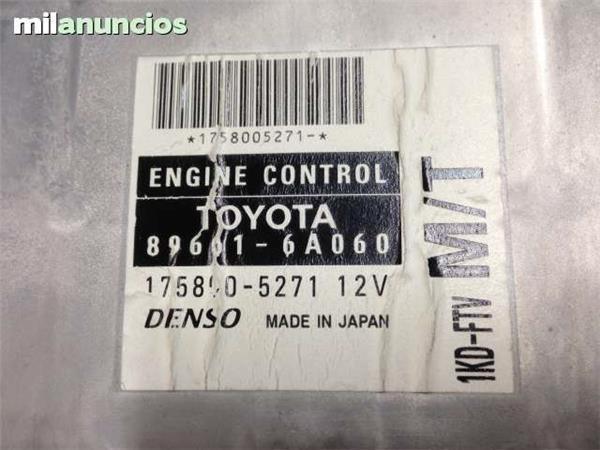 milanuncios
*1758005271-*
ENGINE CONTROL
TOYOTA
89661-6A060
175800-5271 12V
DENSO MADE IN JAPAN
1KD-FTV M/T